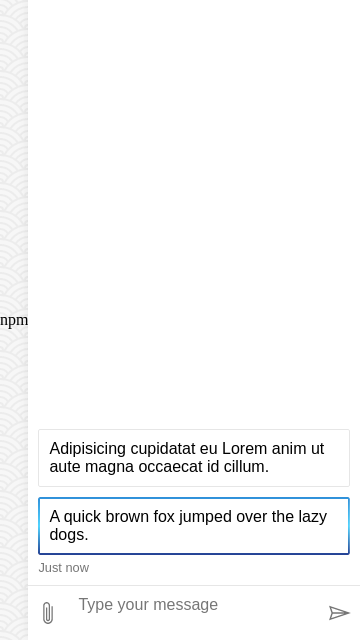 npm
Adipisicing cupidatat eu Lorem anim ut
aute magna occaecat id cillum.
A quick brown fox jumped over the lazy
dogs.
Just now
Type your message